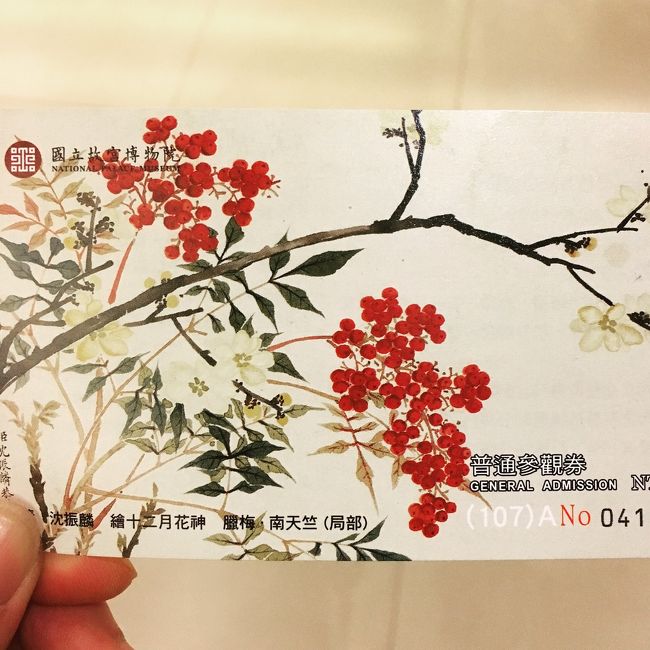 國立故宮博物院
NATIONAL PALACE MUSEUM
普通參觀券
GENERAL ADMISSION
(107)A No 041
沈振麟 繪十二月花神 臘梅·南天竺(局部)